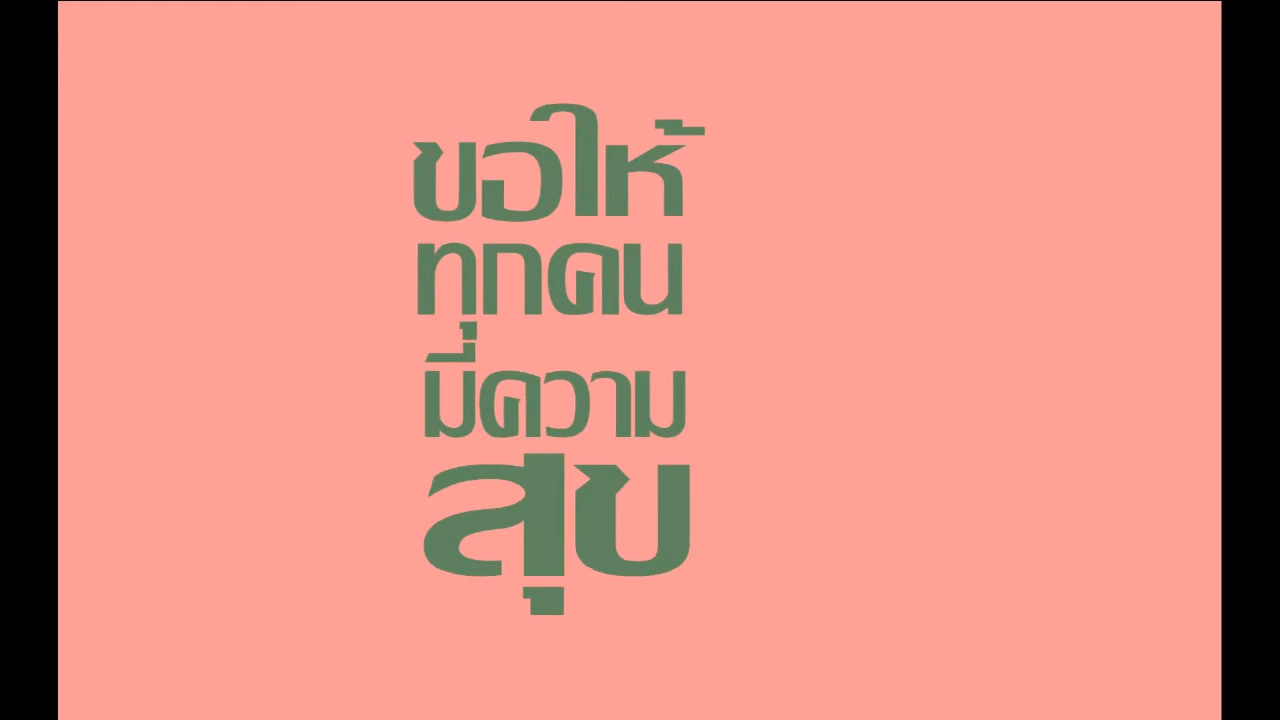 ขอให้
ทุกคน
มีความ
สุข